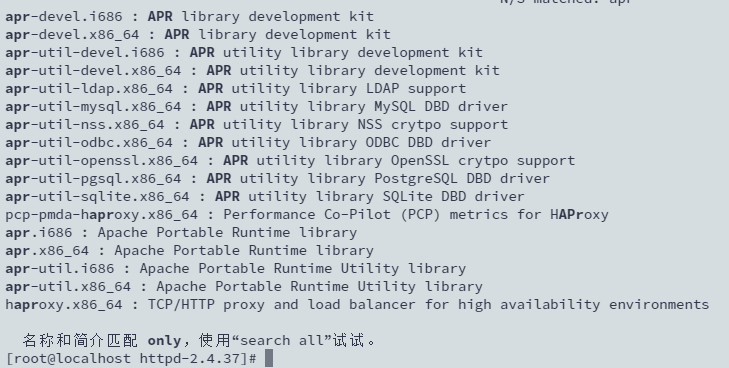 N/S matched: apr
apr-devel.i686 : APR library development kit
apr-devel.x86_64 : APR library development kit
apr-util-devel.i686 : APR utility library development kit
apr-util-devel.x86_64 : APR utility library development kit
apr-util-ldap.x86_64 : APR utility library LDAP support
apr-util-mysql.x86_64 : APR utility library MySQL DBD driver
apr-util-nss.x86_64 : APR utility library NSS crytpo support
apr-util-odbc.x86_64 : APR utility library ODBC DBD driver
apr-util-openssl.x86_64 : APR utility library OpenSSL crytpo support
apr-util-pgsql.x86_64 : APR utility library PostgreSQL DBD driver
apr-util-sqlite.x86_64 : APR utility library SQLite DBD driver
pcp-pmda-haproxy.x86_64 : Performance Co-Pilot (PCP) metrics for HAProxy
apr.i686 : Apache Portable Runtime library
apr.x86_64 : Apache Portable Runtime library
apr-util.i686 : Apache Portable Runtime Utility library
apr-util.x86_64 : Apache Portable Runtime Utility library
haproxy.x86_64 : TCP/HTTP proxy and load balancer for high availability environments
名称和简介匹配 only，使用“search all”试试。
[root@localhost httpd-2.4.37]#